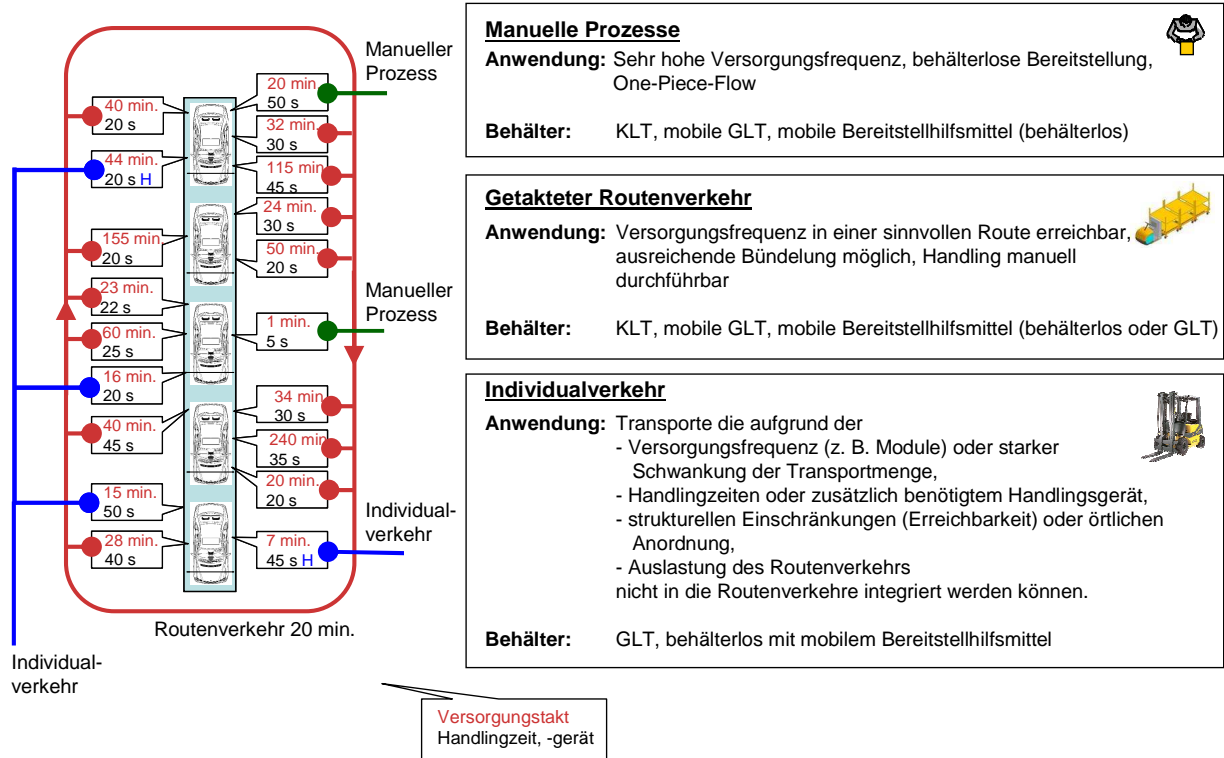 Manueller
Prozess
40 min.
20 s
20 min.
50 s
32 min.
30 s
44 min.
20 s H
115 min
45 s
24 min.
30 s
155 min.
20 s
50 min.
20 s
23 min.
22 s
Manueller
Prozess
1 min.
5 s
60 min.
25 s
16 min.
20 s
34 min.
30 s
40 min.
45 s
240 min
35 s
20 min.
20 s
15 min.
50 s
Individual-
verkehr
28 min.
40 s
7 min.
45 s H
Routenverkehr 20 min.
Individual-
verkehr
Versorgungstakt
Handlingzeit, -gerät
Manuelle Prozesse
Anwendung: Sehr hohe Versorgungsfrequenz, behälterlose Bereitstellung,
One-Piece-Flow
Behälter: KLT, mobile GLT, mobile Bereitstellhilfsmittel (behälterlos)
Getakteter Routenverkehr
Anwendung: Versorgungsfrequenz in einer sinnvollen Route erreichbar,
ausreichende Bündelung möglich, Handling manuell
durchführbar
Behälter: KLT, mobile GLT, mobile Bereitstellhilfsmittel (behälterlos oder GLT)
Individualverkehr
Anwendung: Transporte die aufgrund der
- Versorgungsfrequenz (z. B. Module) oder starker
Schwankung der Transportmenge,
- Handlingzeiten oder zusätzlich benötigtem Handlingsgerät,
- strukturellen Einschränkungen (Erreichbarkeit) oder örtlichen
Anordnung,
- Auslastung des Routenverkehrs
nicht in die Routenverkehre integriert werden können.
Behälter: GLT, behälterlos mit mobilem Bereitstellhilfsmittel